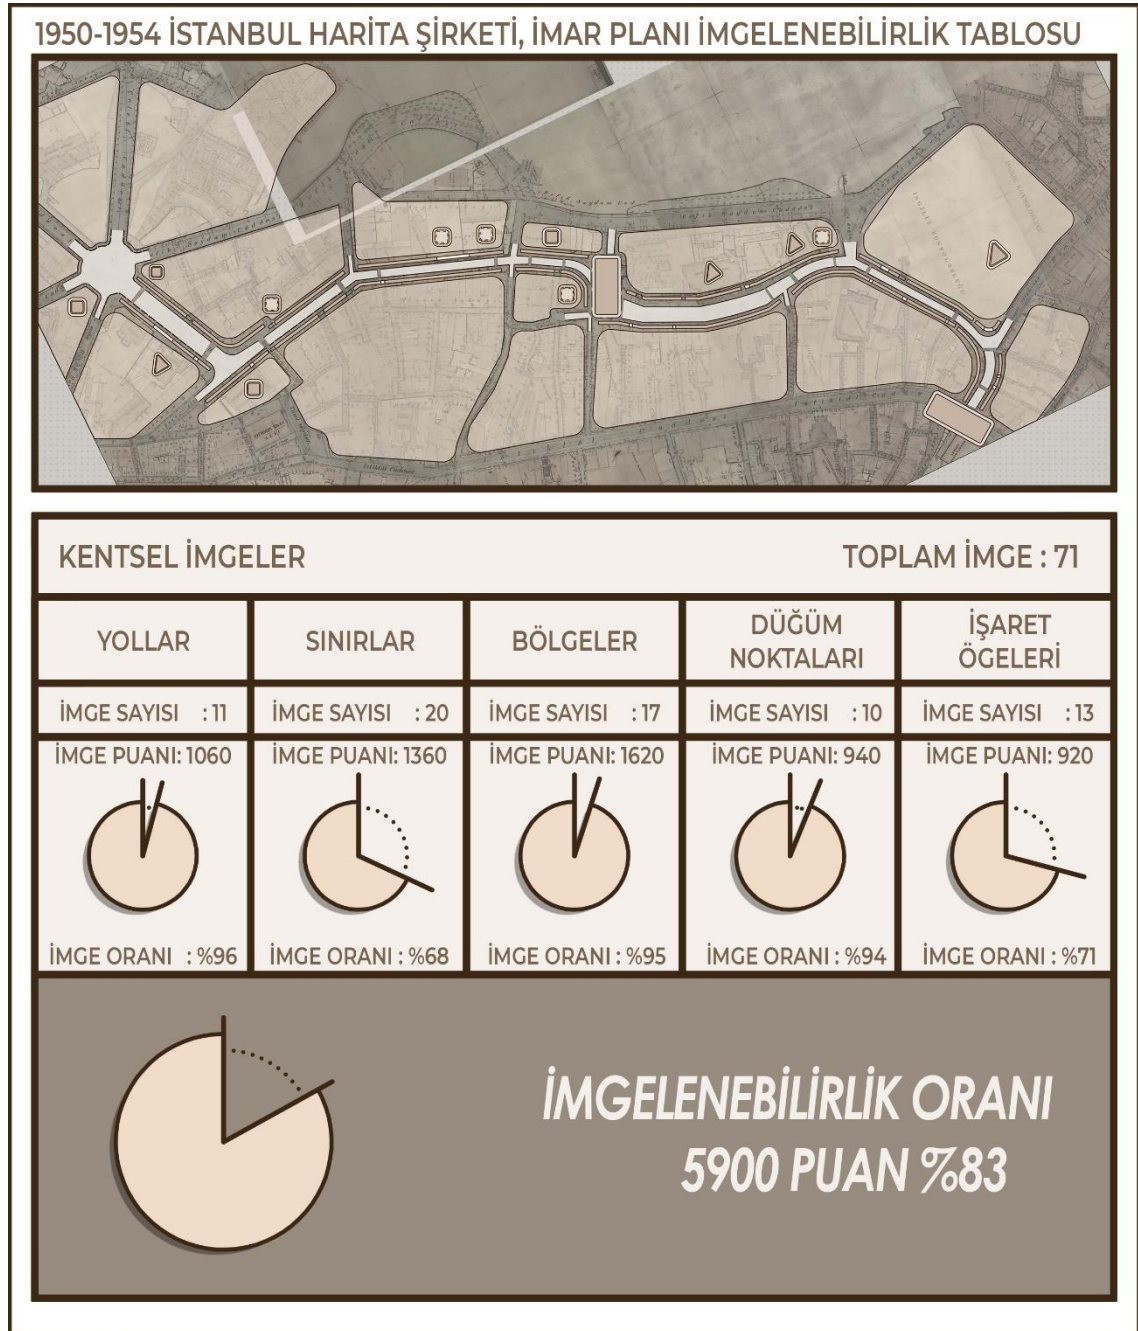 1950-1954 İSTANBUL HARİTA ŞİRKETİ, İMAR PLANI İMGELENEBİLİRLİK TABLOSU
KENTSEL İMGELER
TOPLAM İMGE : 71
YOLLAR
SINIRLAR
BÖLGELER
DÜĞÜM
NOKTALARI
İŞARET
ÖGELERİ
İMGE SAYISI : 11
İMGE SAYISI : 20
İMGE SAYISI : 17
İMGE SAYISI : 10
İMGE SAYISI : 13
İMGE PUANI: 1060
İMGE PUANI: 1360
İMGE PUANI: 1620
İMGE PUANI: 940
İMGE PUANI: 920
İMGE ORANI : %96
İMGE ORANI : %68
İMGE ORANI : %95
İMGE ORANI : %94
İMGE ORANI : %71
İMGELENEBİLİRLİK ORANI
5900 PUAN %83